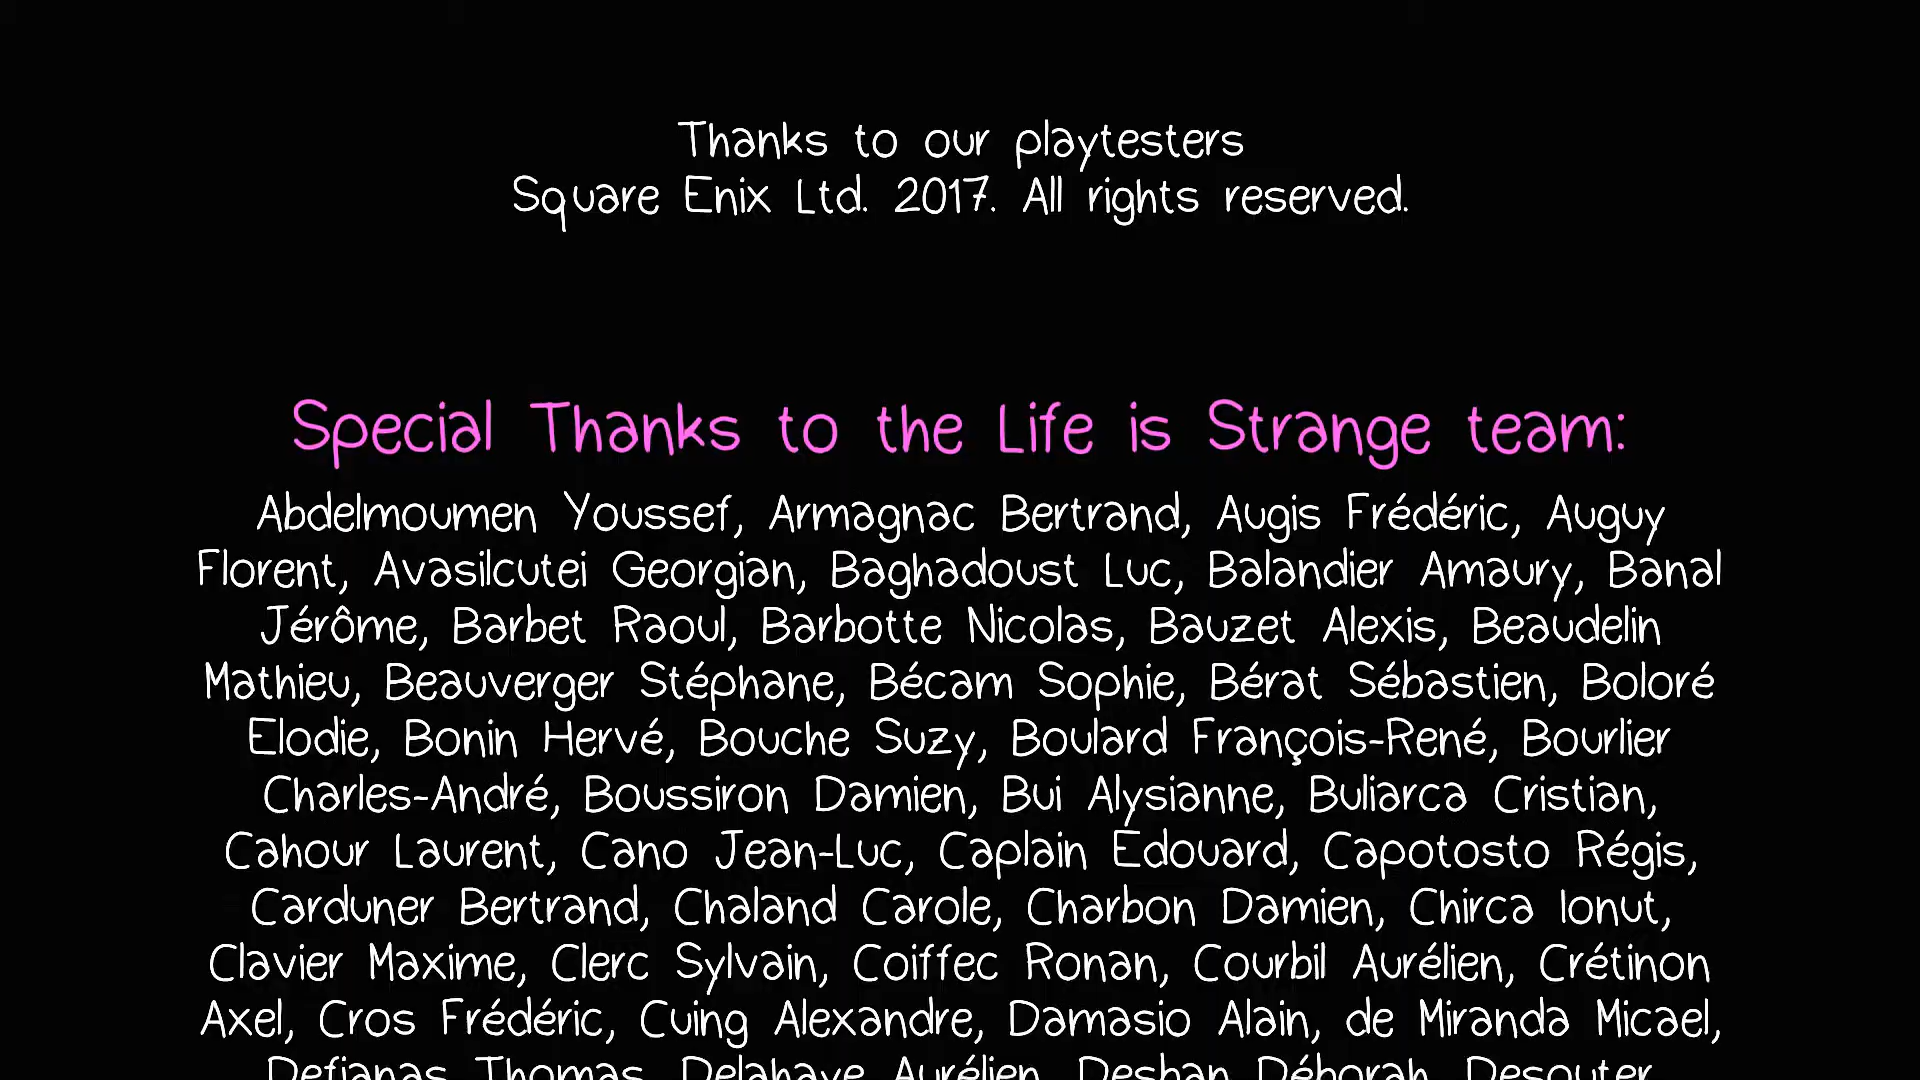 Thanks to our playtesters
Square Enix Ltd. 2017. All rights reserved.
Special Thanks to the Life is Strange team:
Abdelmoumen Youssef, Armagnac Bertrand, Augis Frédéric, Auguy
Florent, Avasilcutei Georgian, Baghadoust Luc, Balandier Amaury, Banal
Jérôme, Barbet Raoul, Barbotte Nicolas, Bauzet Alexis, Beaudelin
Mathieu, Beauverger Stéphane, Bécam Sophie, Bérat Sébastien, Boloré
Elodie, Bonin Hervé, Bouche Suzy, Boulard François-René, Bourlier
Charles-André, Boussiron Damien, Bui Alysianne, Buliarca Cristian,
Cahour Laurent, Cano Jean-Luc, Caplain Edouard, Capotosto Régis,
Carduner Bertrand, Chaland Carole, Charbon Damien, Chirca Ionut,
Clavier Maxime, Clerc Sylvain, Coiffec Ronan, Courbil Aurélien, Crétinon
Axel, Cros Frédéric, Cuing Alexandre, Damasio Alain, de Miranda Micael,
Defianas Thomas, Delahaye Aurélien, Desban Déborah, Desouter